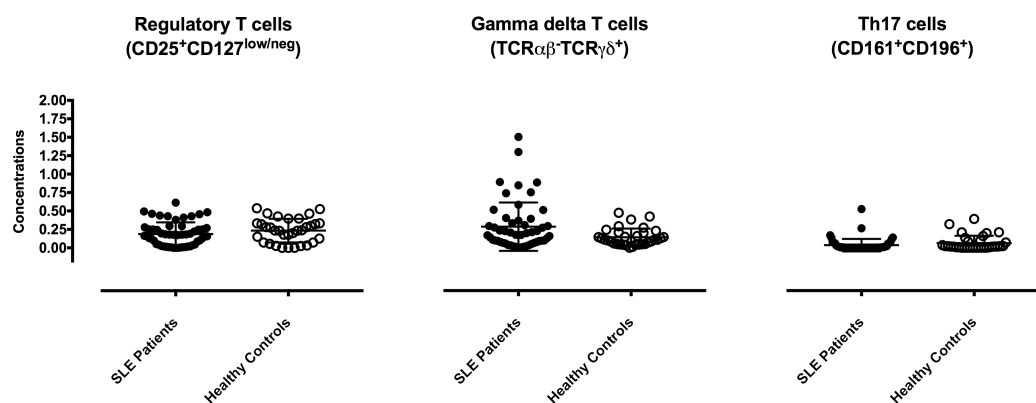 Regulatory T cells
(CD25⁺CD127ˡᵒʷ/ⁿᵉᵍ)
Gamma delta T cells
(TCRαβ⁻TCRγδ⁺)
Th17 cells
(CD161⁺CD196⁺)
Concentrations
2.00
1.75
1.50
1.25
1.00
0.75
0.50
0.25
0.00
SLE Patients
Healthy Controls
SLE Patients
Healthy Controls
SLE Patients
Healthy Controls